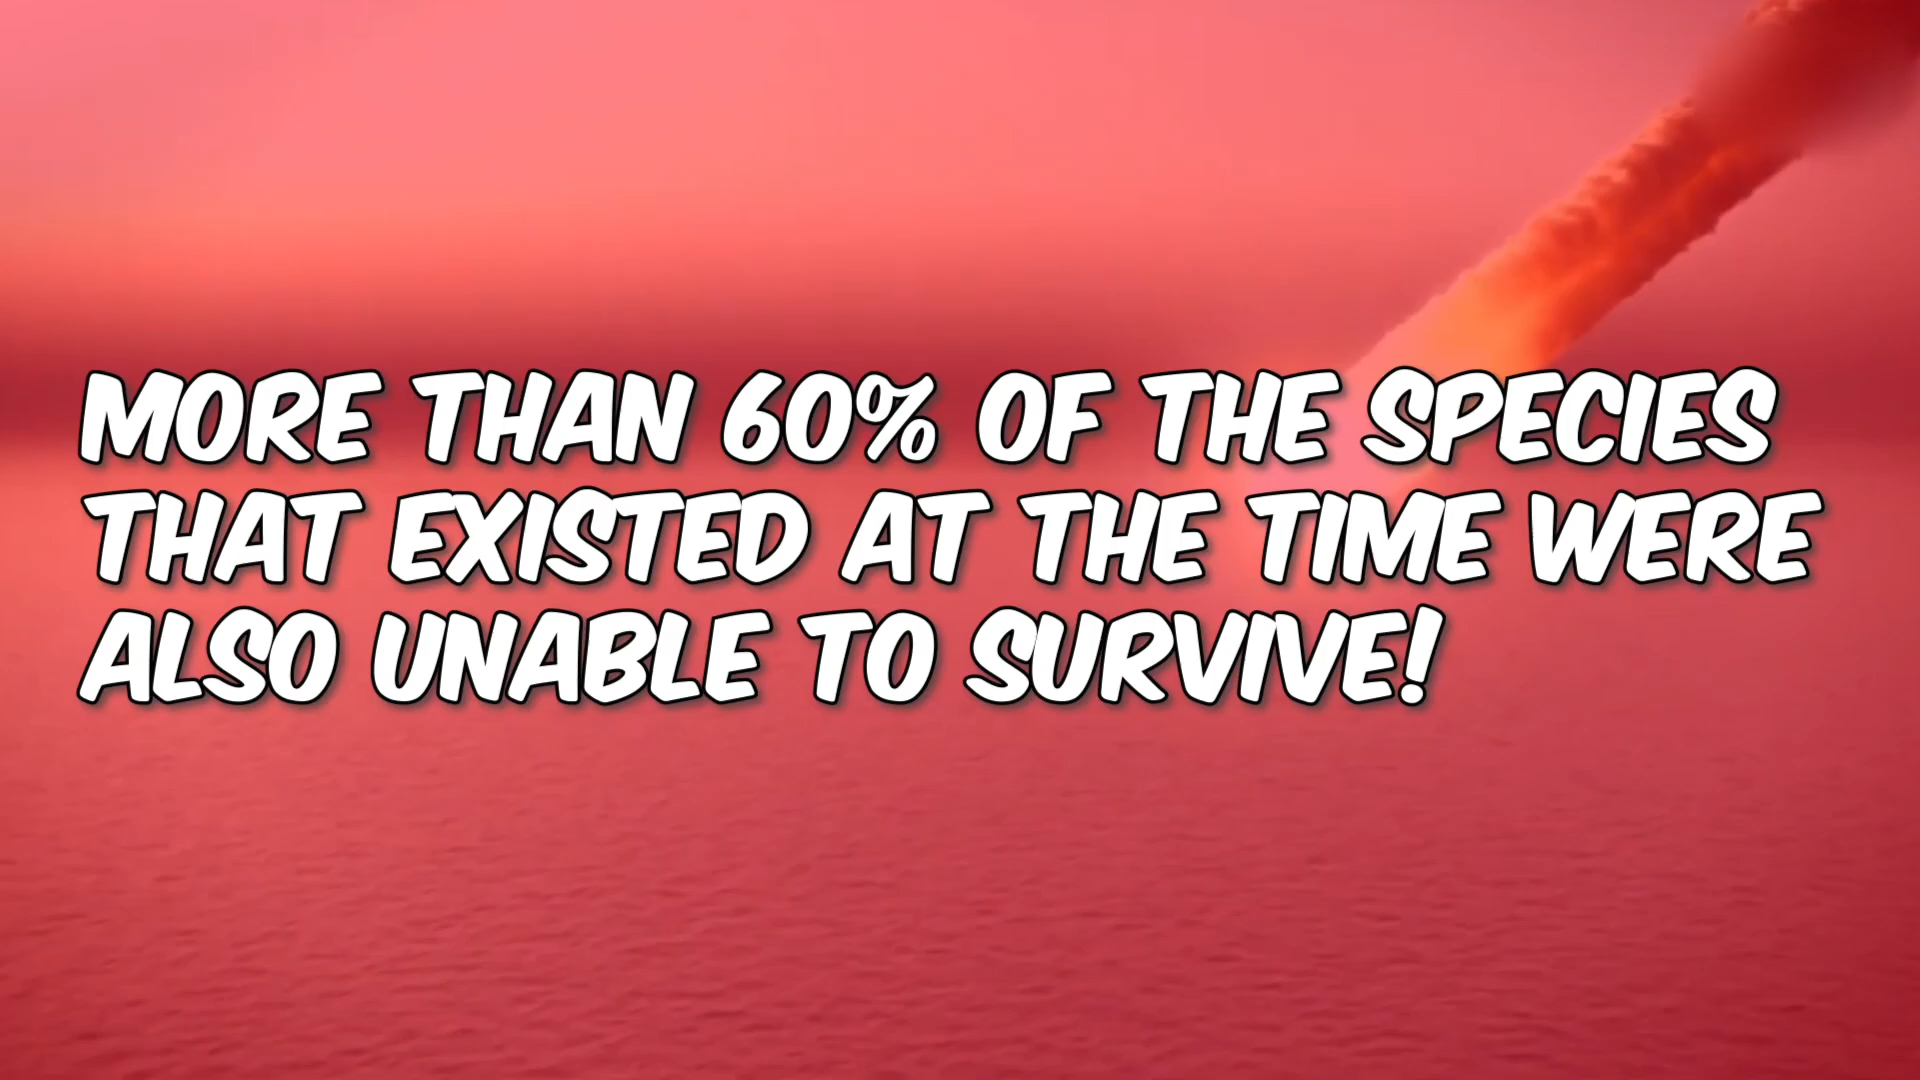 MORE THAN 60% OF THE SPECIES
THAT EXISTED AT THE TIME WERE
ALSO UNABLE TO SURVIVE!